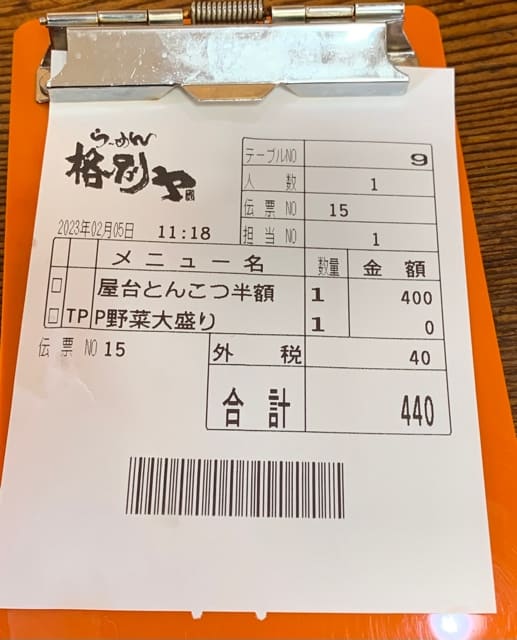 らーめん
格別ヤ
テーブルNO 9
人数 1
伝票NO 15
担当NO 1
2023年02月05日 11:18
メニュー名 数量 金額
屋台とんこつ半額 1 400
TP P野菜大盛り 1 0
伝票NO 15
外税 40
合計 440